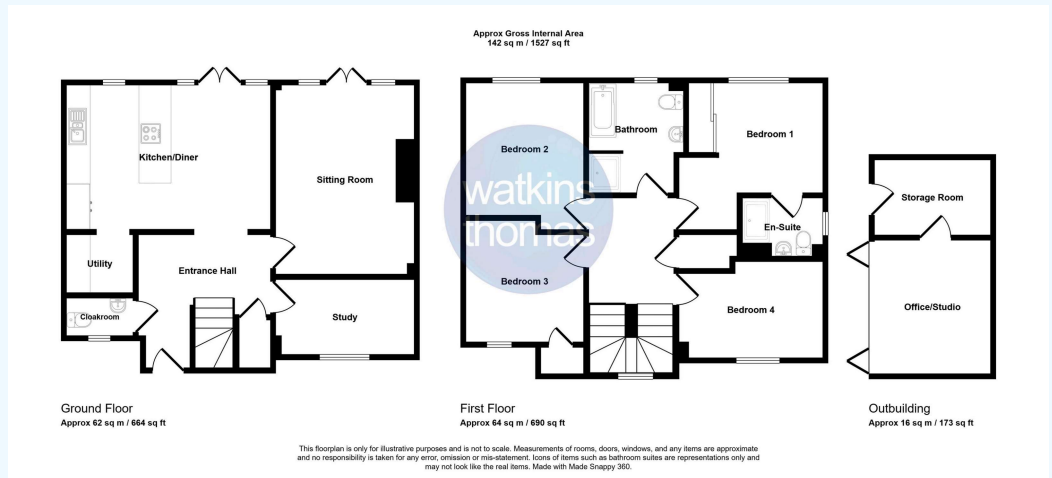 Approx Gross Internal Area
142 sq m / 1527 sq ft
Kitchen/Diner
Sitting Room
Utility
Entrance Hall
Cloakroom
Study
Bedroom 2
Bathroom
Bedroom 1
watkins
thomas
En-Suite
Bedroom 3
Bedroom 4
Storage Room
Office/Studio
Ground Floor
Approx 62 sq m / 664 sq ft
First Floor
Approx 64 sq m / 690 sq ft
Outbuilding
Approx 16 sq m / 173 sq ft
This floorplan is only for illustrative purposes and is not to scale. Measurements of rooms, doors, windows, and any items are approximate
and no responsibility is taken for any error, omission or mis-statement. Icons of items such as bathroom suites are representations only and
may not look like the real items. Made with Made Snappy 360.